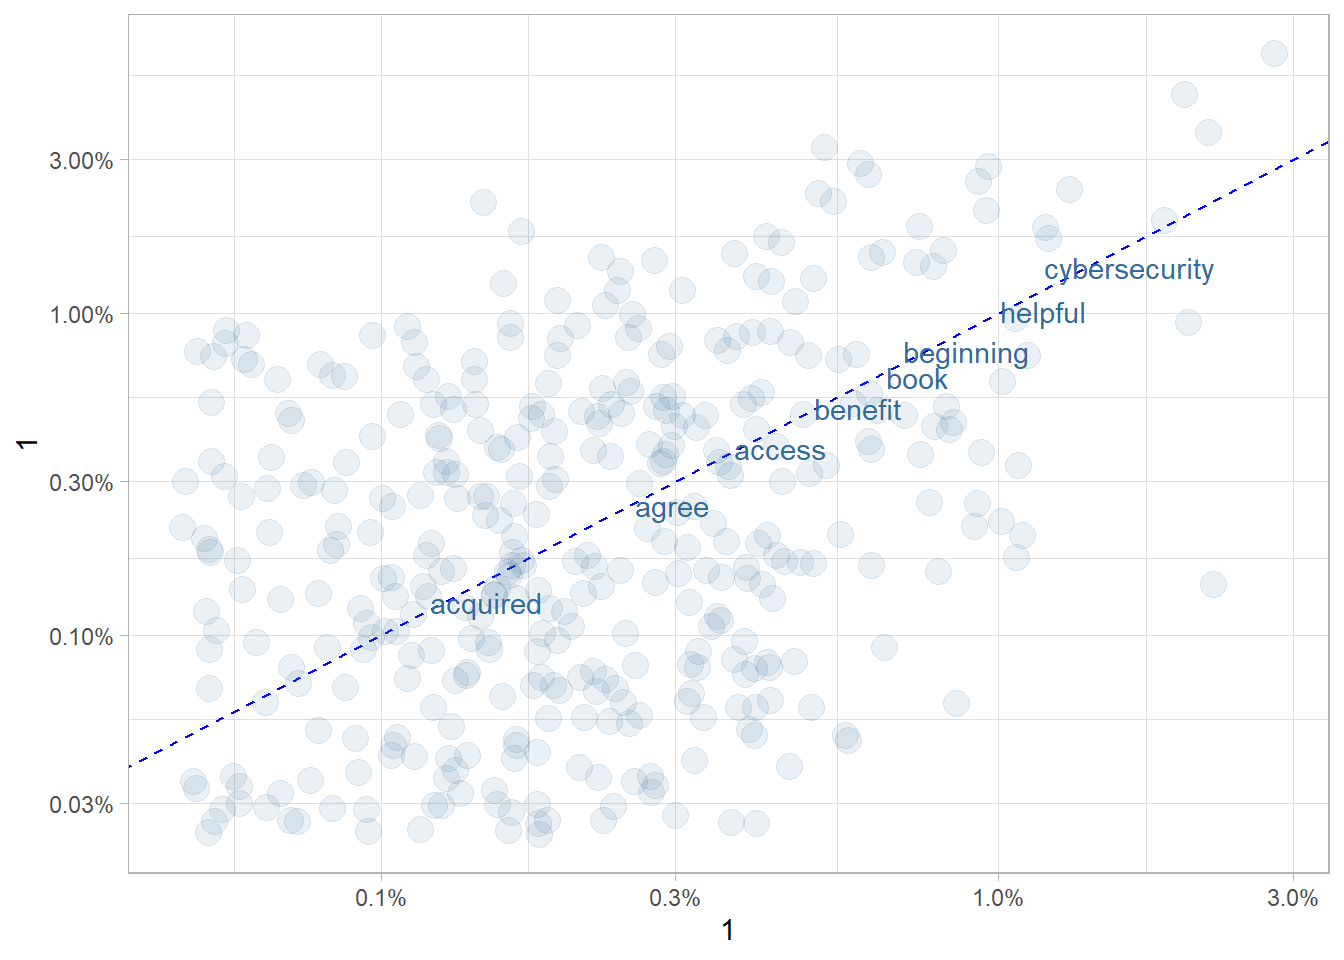 3.00%
cybersecurity
1.00%
helpful
beginning
book
benefit
access
0.30%
agree
acquired
0.10%
0.03%
1
0.1%
0.3%
1.0%
3.0%
1